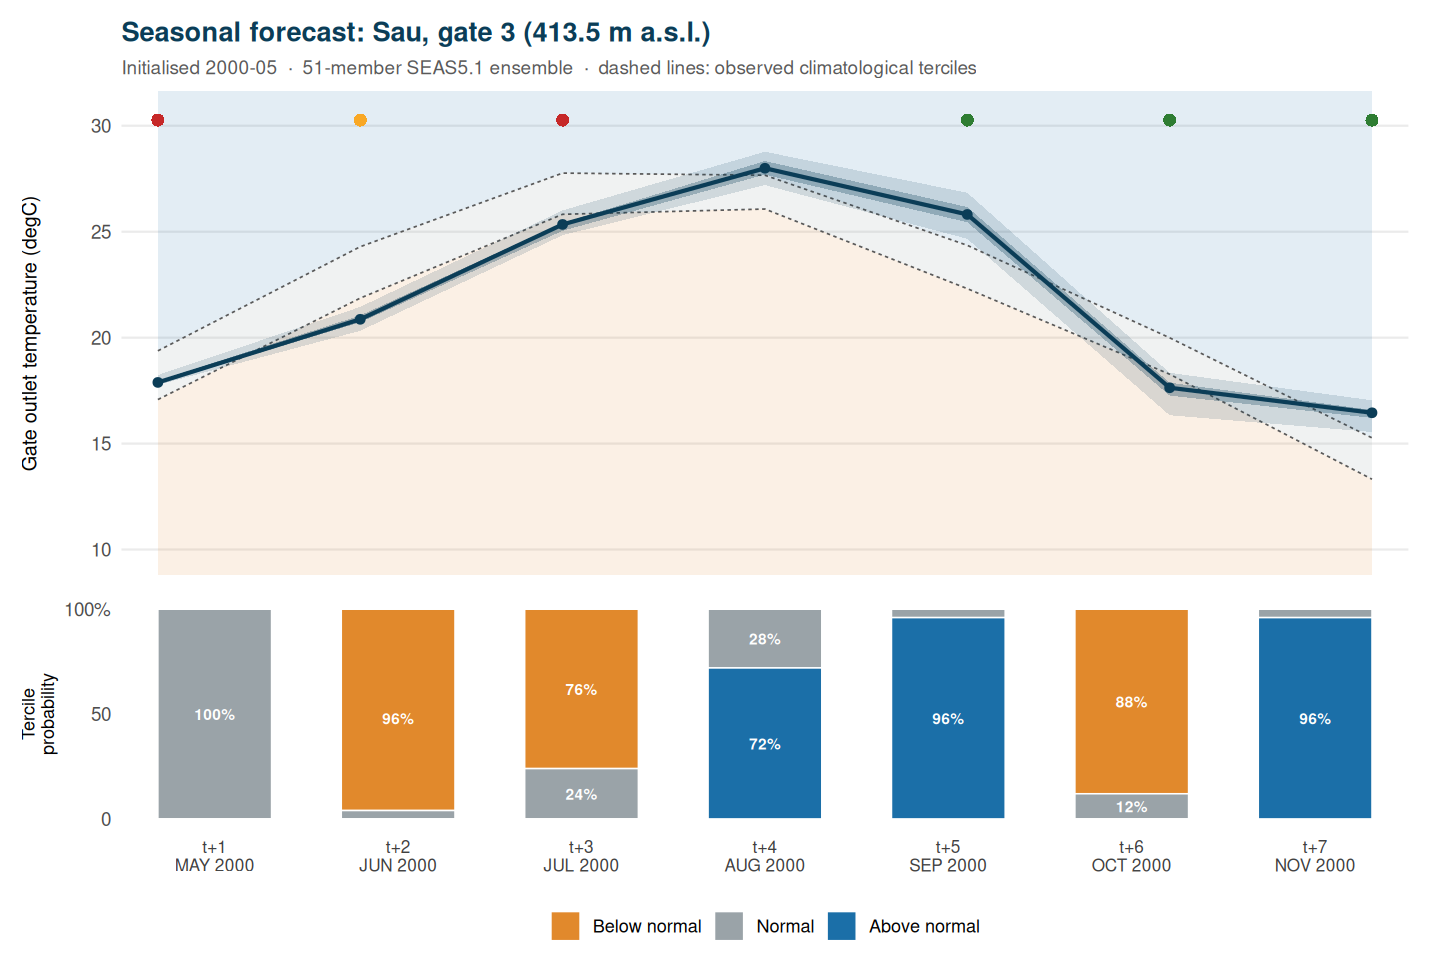 Seasonal forecast: Sau, gate 3 (413.5 m a.s.l.)
Initialised 2000-05 · 51-member SEAS5.1 ensemble · dashed lines: observed climatological terciles
Gate outlet temperature (degC)
30
25
20
15
10
Tercile
probability
100%
50
0
100%
96%
76%
24%
28%
72%
96%
88%
12%
96%
t+1
MAY 2000
t+2
JUN 2000
t+3
JUL 2000
t+4
AUG 2000
t+5
SEP 2000
t+6
OCT 2000
t+7
NOV 2000
Below normal
Normal
Above normal